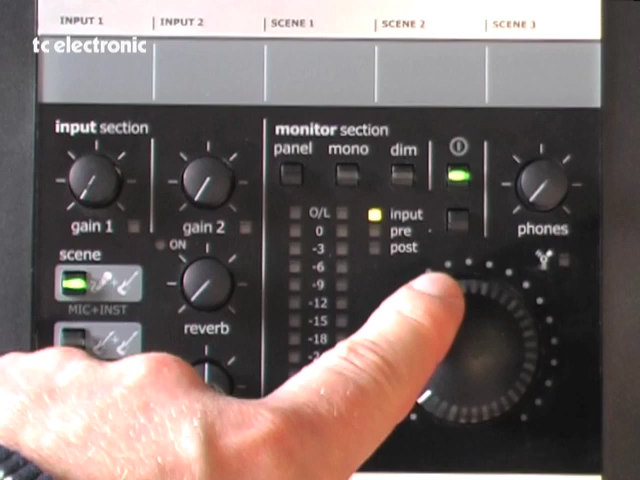 INPUT 1 INPUT 2 SCENE 1 SCENE 2 SCENE 3
tc electronic
input section
monitor section
panel mono dim
gain 1
gain 2
O/L
0
-3
-6
-9
-12
-15
-18
input
pre
post
phones
scene
ON
MIC+INST
reverb